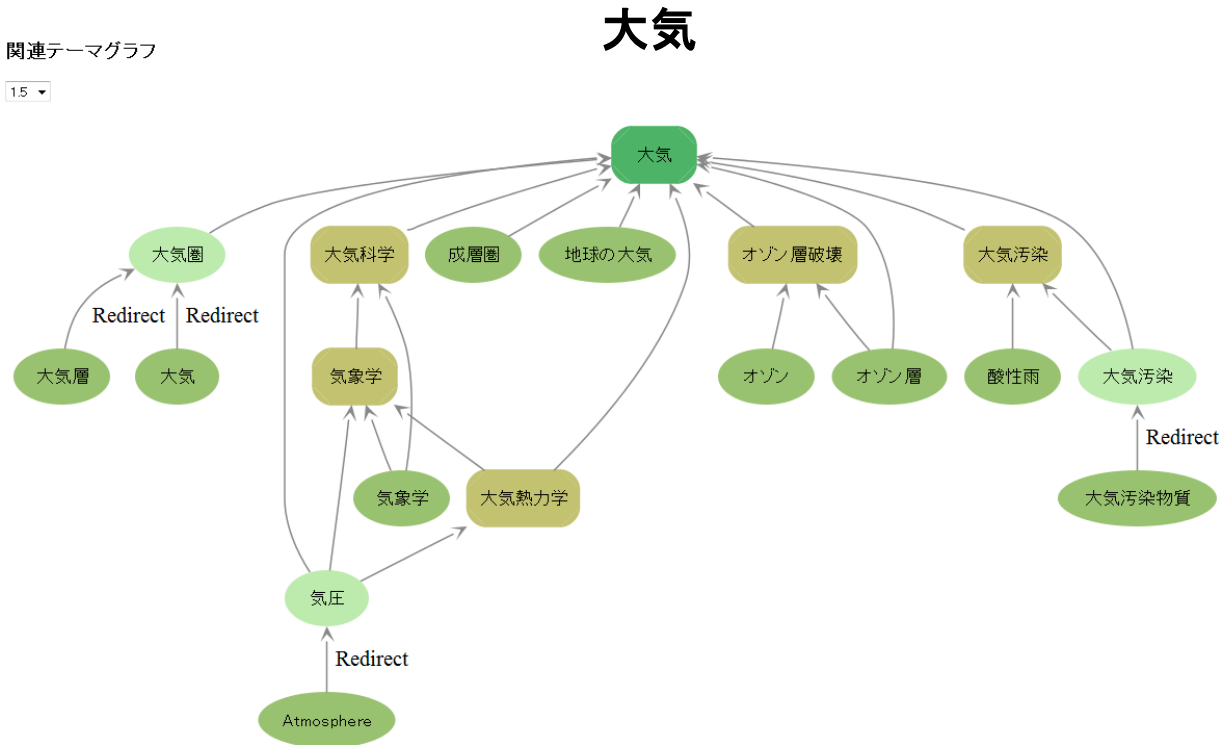 大気
関連テーマグラフ
1.5
大気
大気圏
大気科学
成層圏
地球の大気
オゾン層破壊
大気汚染
Redirect
Redirect
大気層
大気
気象学
オゾン
オゾン層
酸性雨
大気汚染
Redirect
気象学
大気熱力学
大気汚染物質
気圧
Redirect
Atmosphere